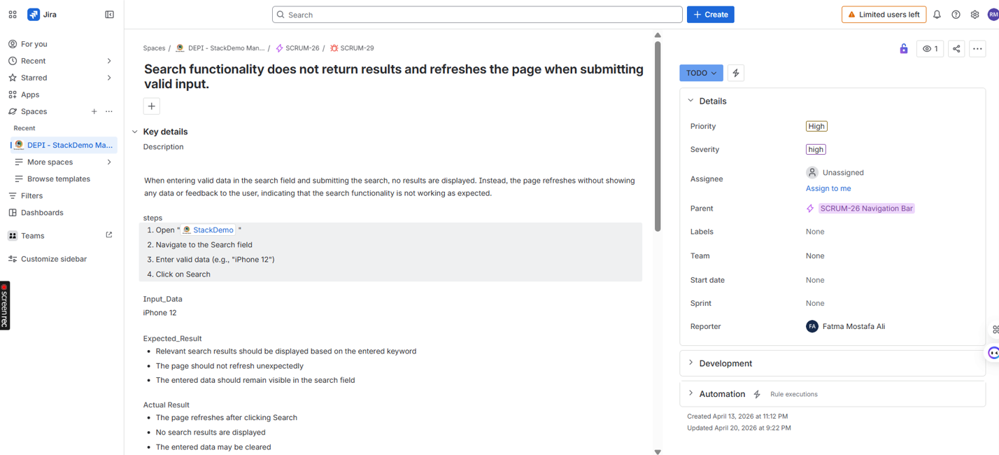 Jira
Search
Create
Limited users left
RM
For you
Recent
Starred
Apps
Spaces
Recent
DEPI - StackDemo Ma...
More spaces
Browse templates
Filters
Dashboards
Teams
Customize sidebar
screenrec
Spaces / DEPI - StackDemo Man... / SCRUM-26 / SCRUM-29
Search functionality does not return results and refreshes the page when submitting
valid input.
Key details
Description
When entering valid data in the search field and submitting the search, no results are displayed. Instead, the page refreshes without showing
any data or feedback to the user, indicating that the search functionality is not working as expected.
steps
1. Open " StackDemo "
2. Navigate to the Search field
3. Enter valid data (e.g., "iPhone 12")
4. Click on Search
Input_Data
iPhone 12
Expected_Result
• Relevant search results should be displayed based on the entered keyword
• The page should not refresh unexpectedly
• The entered data should remain visible in the search field
Actual Result
• The page refreshes after clicking Search
• No search results are displayed
• The entered data may be cleared
1
TODO
Details
Priority High
Severity high
Assignee Unassigned
Assign to me
Parent SCRUM-26 Navigation Bar
Labels None
Team None
Start date None
Sprint None
Reporter FA Fatma Mostafa Ali
Development
Automation Rule executions
Created April 13, 2026 at 11:12 PM
Updated April 20, 2026 at 9:22 PM